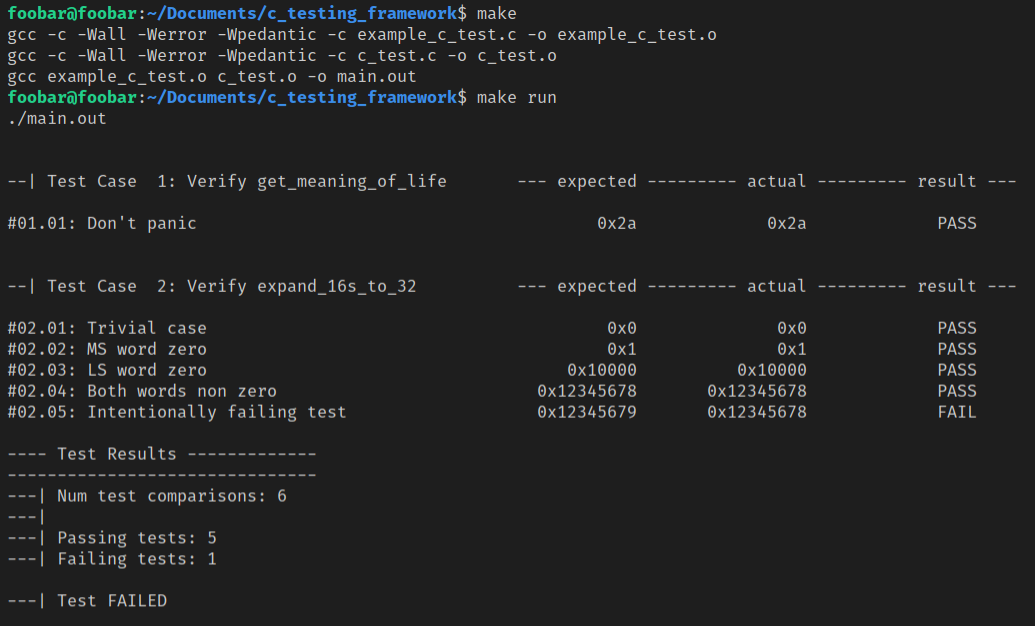 foobar@foobar:~/Documents/c_testing_framework$ make
gcc -c -Wall -Werror -Wpedantic -c example_c_test.c -o example_c_test.o
gcc -c -Wall -Werror -Wpedantic -c c_test.c -o c_test.o
gcc example_c_test.o c_test.o -o main.out
foobar@foobar:~/Documents/c_testing_framework$ make run
./main.out
--| Test Case  1: Verify get_meaning_of_life       --- expected --------- actual --------- result ---
#01.01: Don't panic                                        0x2a             0x2a             PASS
--| Test Case  2: Verify expand_16s_to_32          --- expected --------- actual --------- result ---
#02.01: Trivial case                                        0x0              0x0             PASS
#02.02: MS word zero                                        0x1              0x1             PASS
#02.03: LS word zero                                    0x10000          0x10000             PASS
#02.04: Both words non zero                          0x12345678       0x12345678             PASS
#02.05: Intentionally failing test                   0x12345679       0x12345678             FAIL
---- Test Results -------------
-------------------------------
---| Num test comparisons: 6
---|
---| Passing tests: 5
---| Failing tests: 1
---| Test FAILED